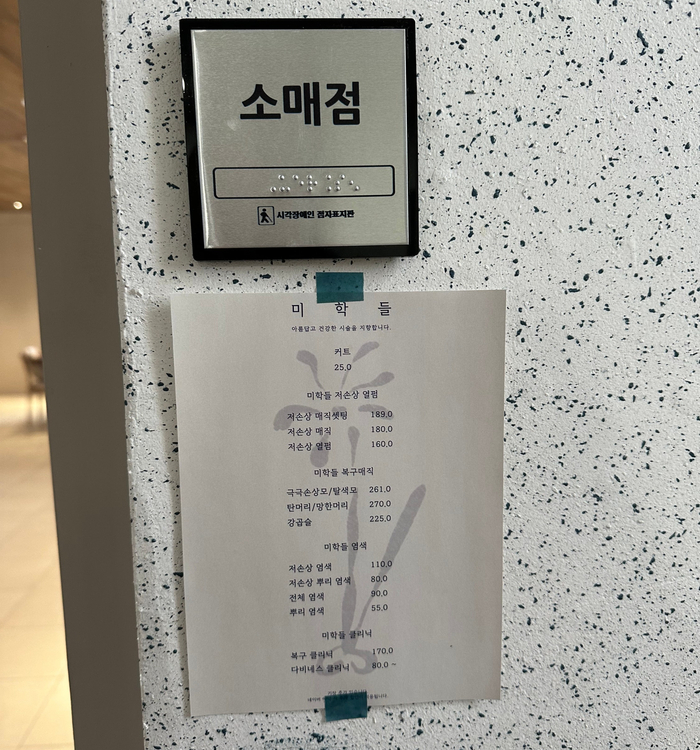 소매점
시각장애인 점자표지판
미 학 들
아름답고 건강한 시술을 지향합니다.
커트
25.0
미학들 저손상 열펌
저손상 매직셋팅 189.0
저손상 매직 180.0
저손상 열펌 160.0
미학들 복구매직
극극손상모/탈색모 261.0
탄머리/망한머리 270.0
강곱슬 225.0
미학들 염색
저손상 염색 110.0
저손상 뿌리 염색 80.0
전체 염색 90.0
뿌리 염색 55.0
미학들 클리닉
복구 클리닉 170.0
다비네스 클리닉 80.0 ~